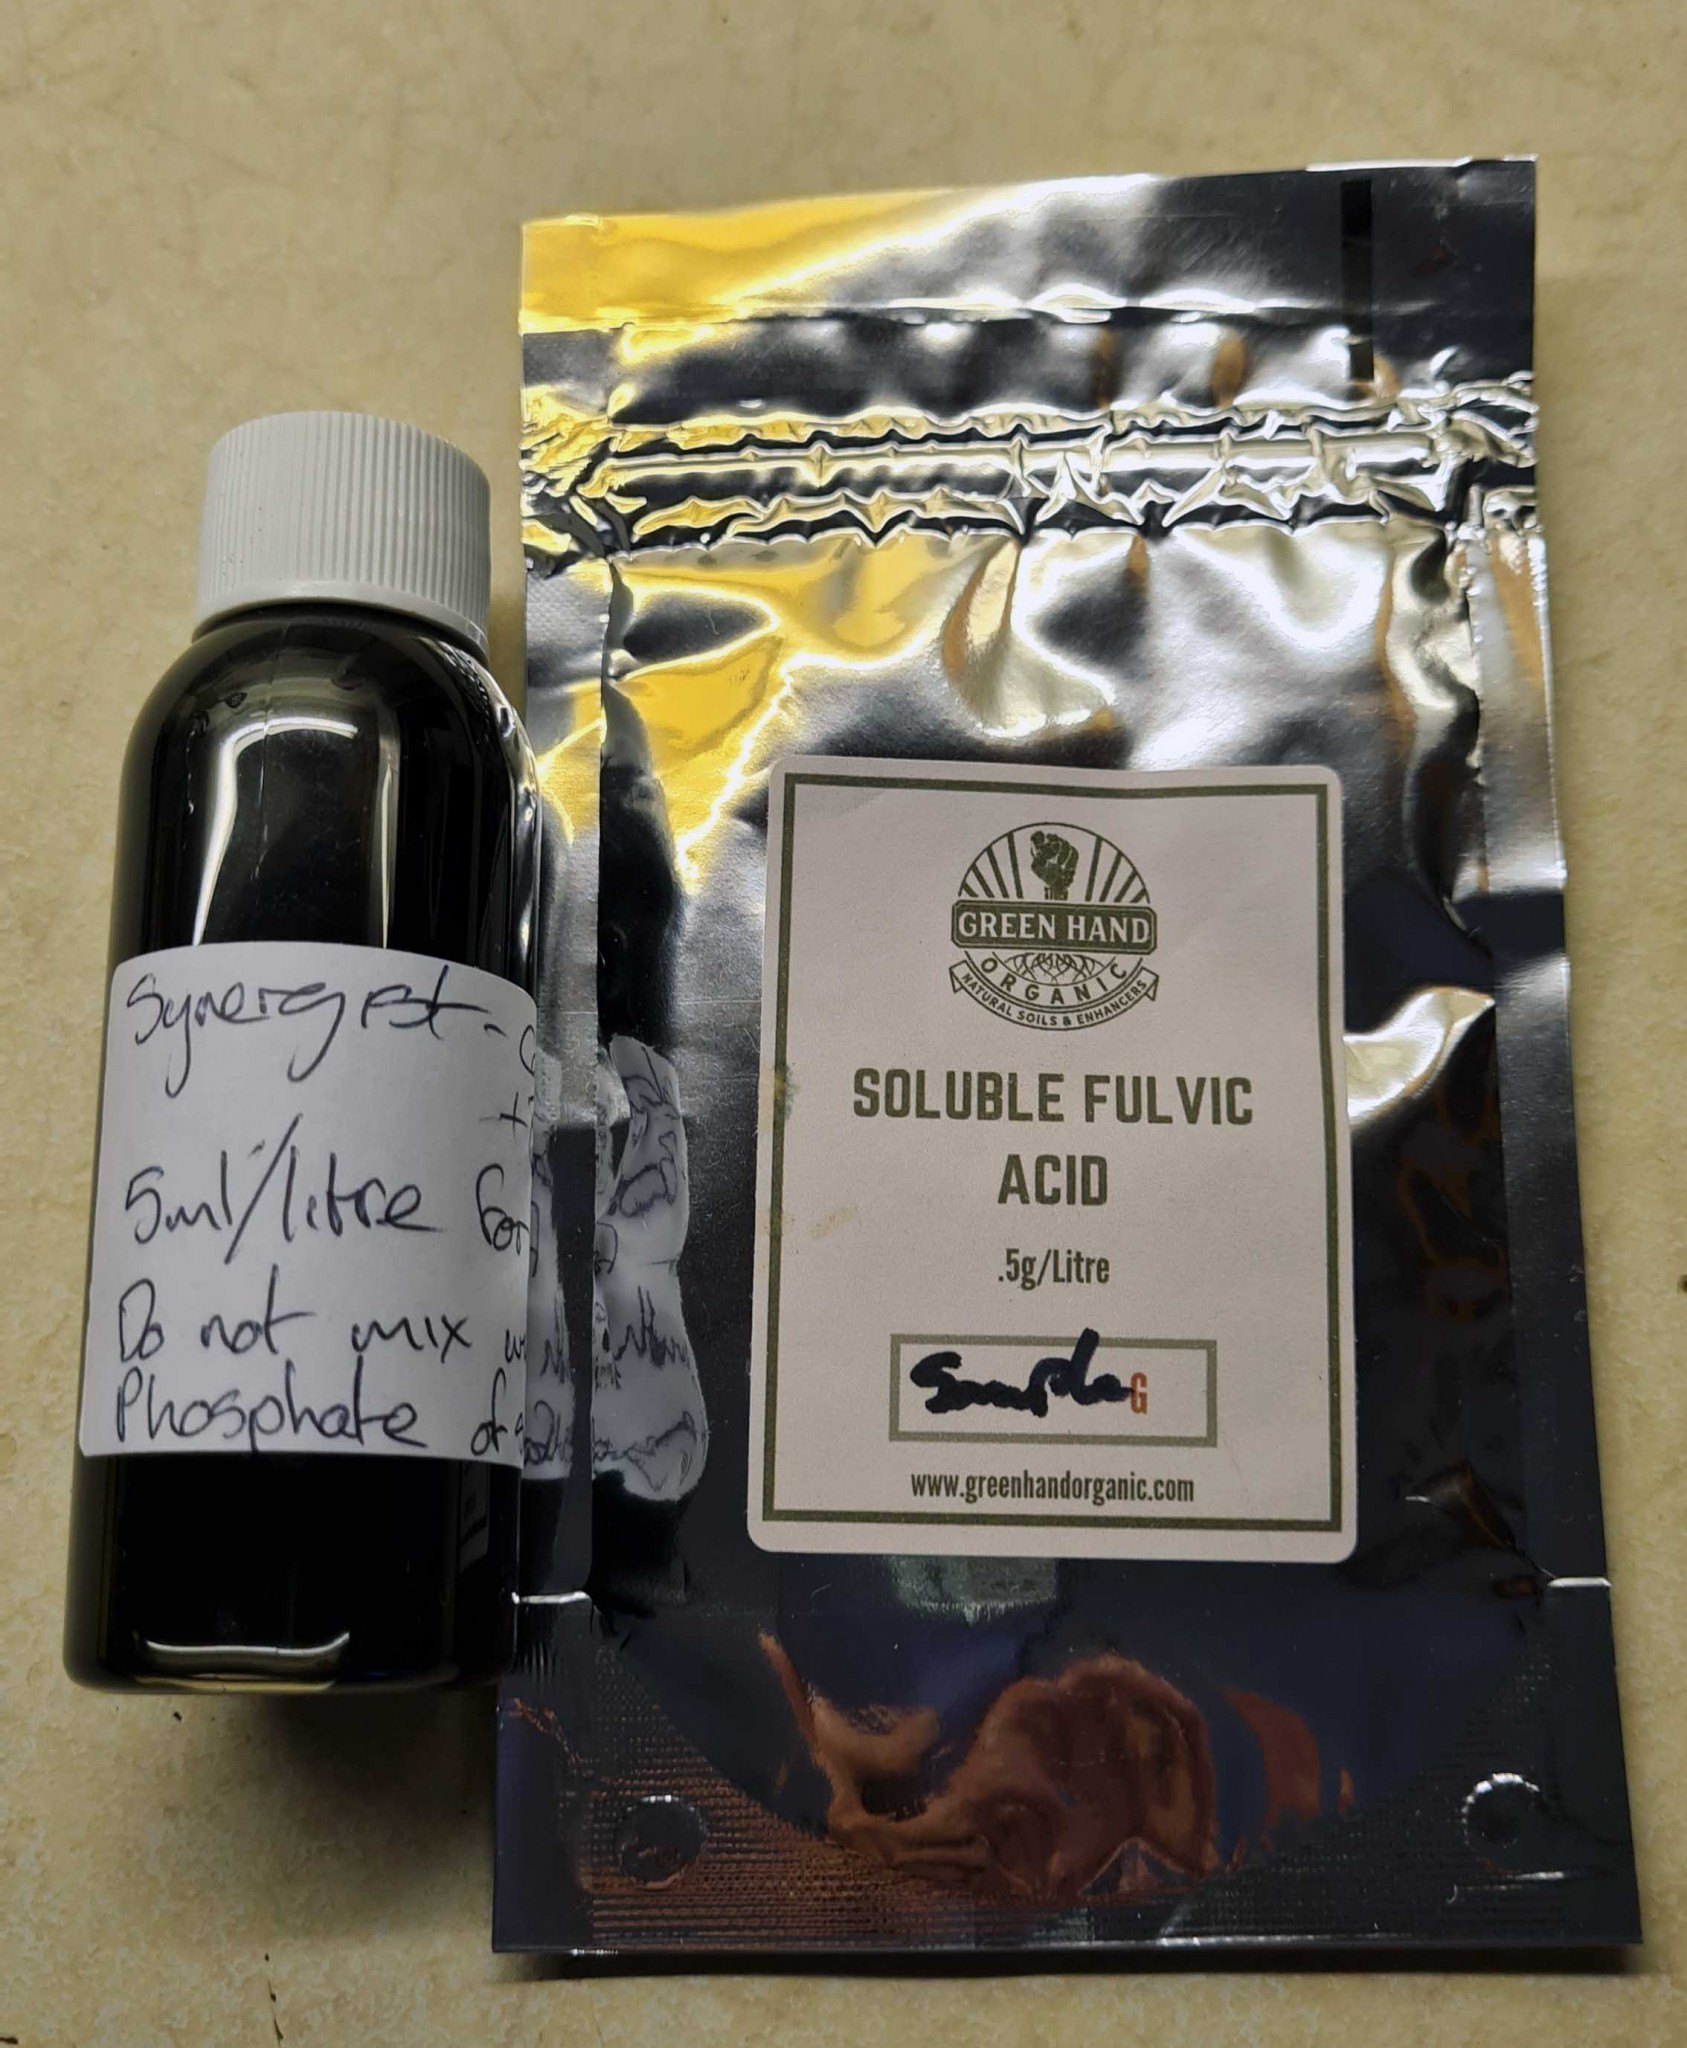 Synergist -
5ml/litre
Do not mix
Phosphate of
GREEN HAND
ORGANIC
NATURAL SOILS & ENHANCERS
SOLUBLE FULVIC
ACID
.5g/Litre
Sample G
www.greenhandorganic.com